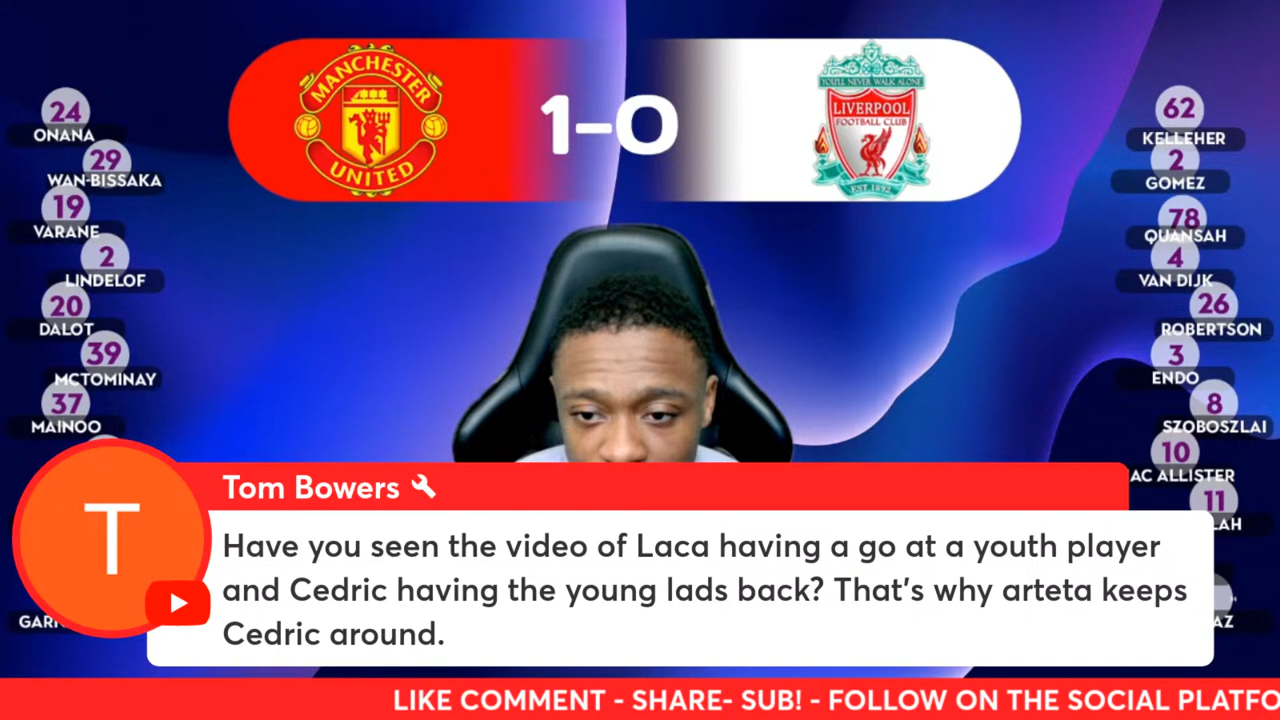 MANCHESTER
UNITED
1-0
YOU'LL NEVER WALK ALONE
LIVERPOOL
FOOTBALL CLUB
EST. 1892
24
ONANA
29
WAN-BISSAKA
19
VARANE
2
LINDELOF
20
DALOT
39
MCTOMINAY
37
MAINOO
62
KELLEHER
2
GOMEZ
78
QUANSAH
4
VAN DIJK
26
ROBERTSON
3
ENDO
8
SZOBOSZLAI
10
AC ALLISTER
11
LAH
AZ
GAR
T
Tom Bowers
Have you seen the video of Laca having a go at a youth player
and Cedric having the young lads back? That's why arteta keeps
Cedric around.
LIKE COMMENT - SHARE- SUB! - FOLLOW ON THE SOCIAL PLATFO